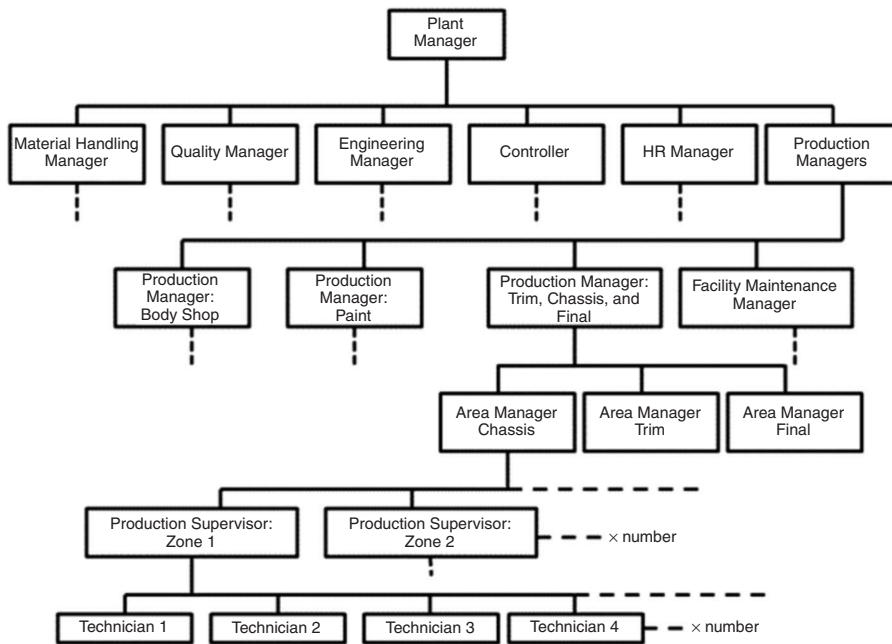 Plant
Manager
Material Handling
Manager
Quality Manager
Engineering
Manager
Controller
HR Manager
Production
Managers
Production
Manager:
Body Shop
Production
Manager:
Paint
Production Manager:
Trim, Chassis, and
Final
Facility Maintenance
Manager
Area Manager
Chassis
Area Manager
Trim
Area Manager
Final
Production Supervisor:
Zone 1
Production Supervisor:
Zone 2
× number
Technician 1
Technician 2
Technician 3
Technician 4
× number